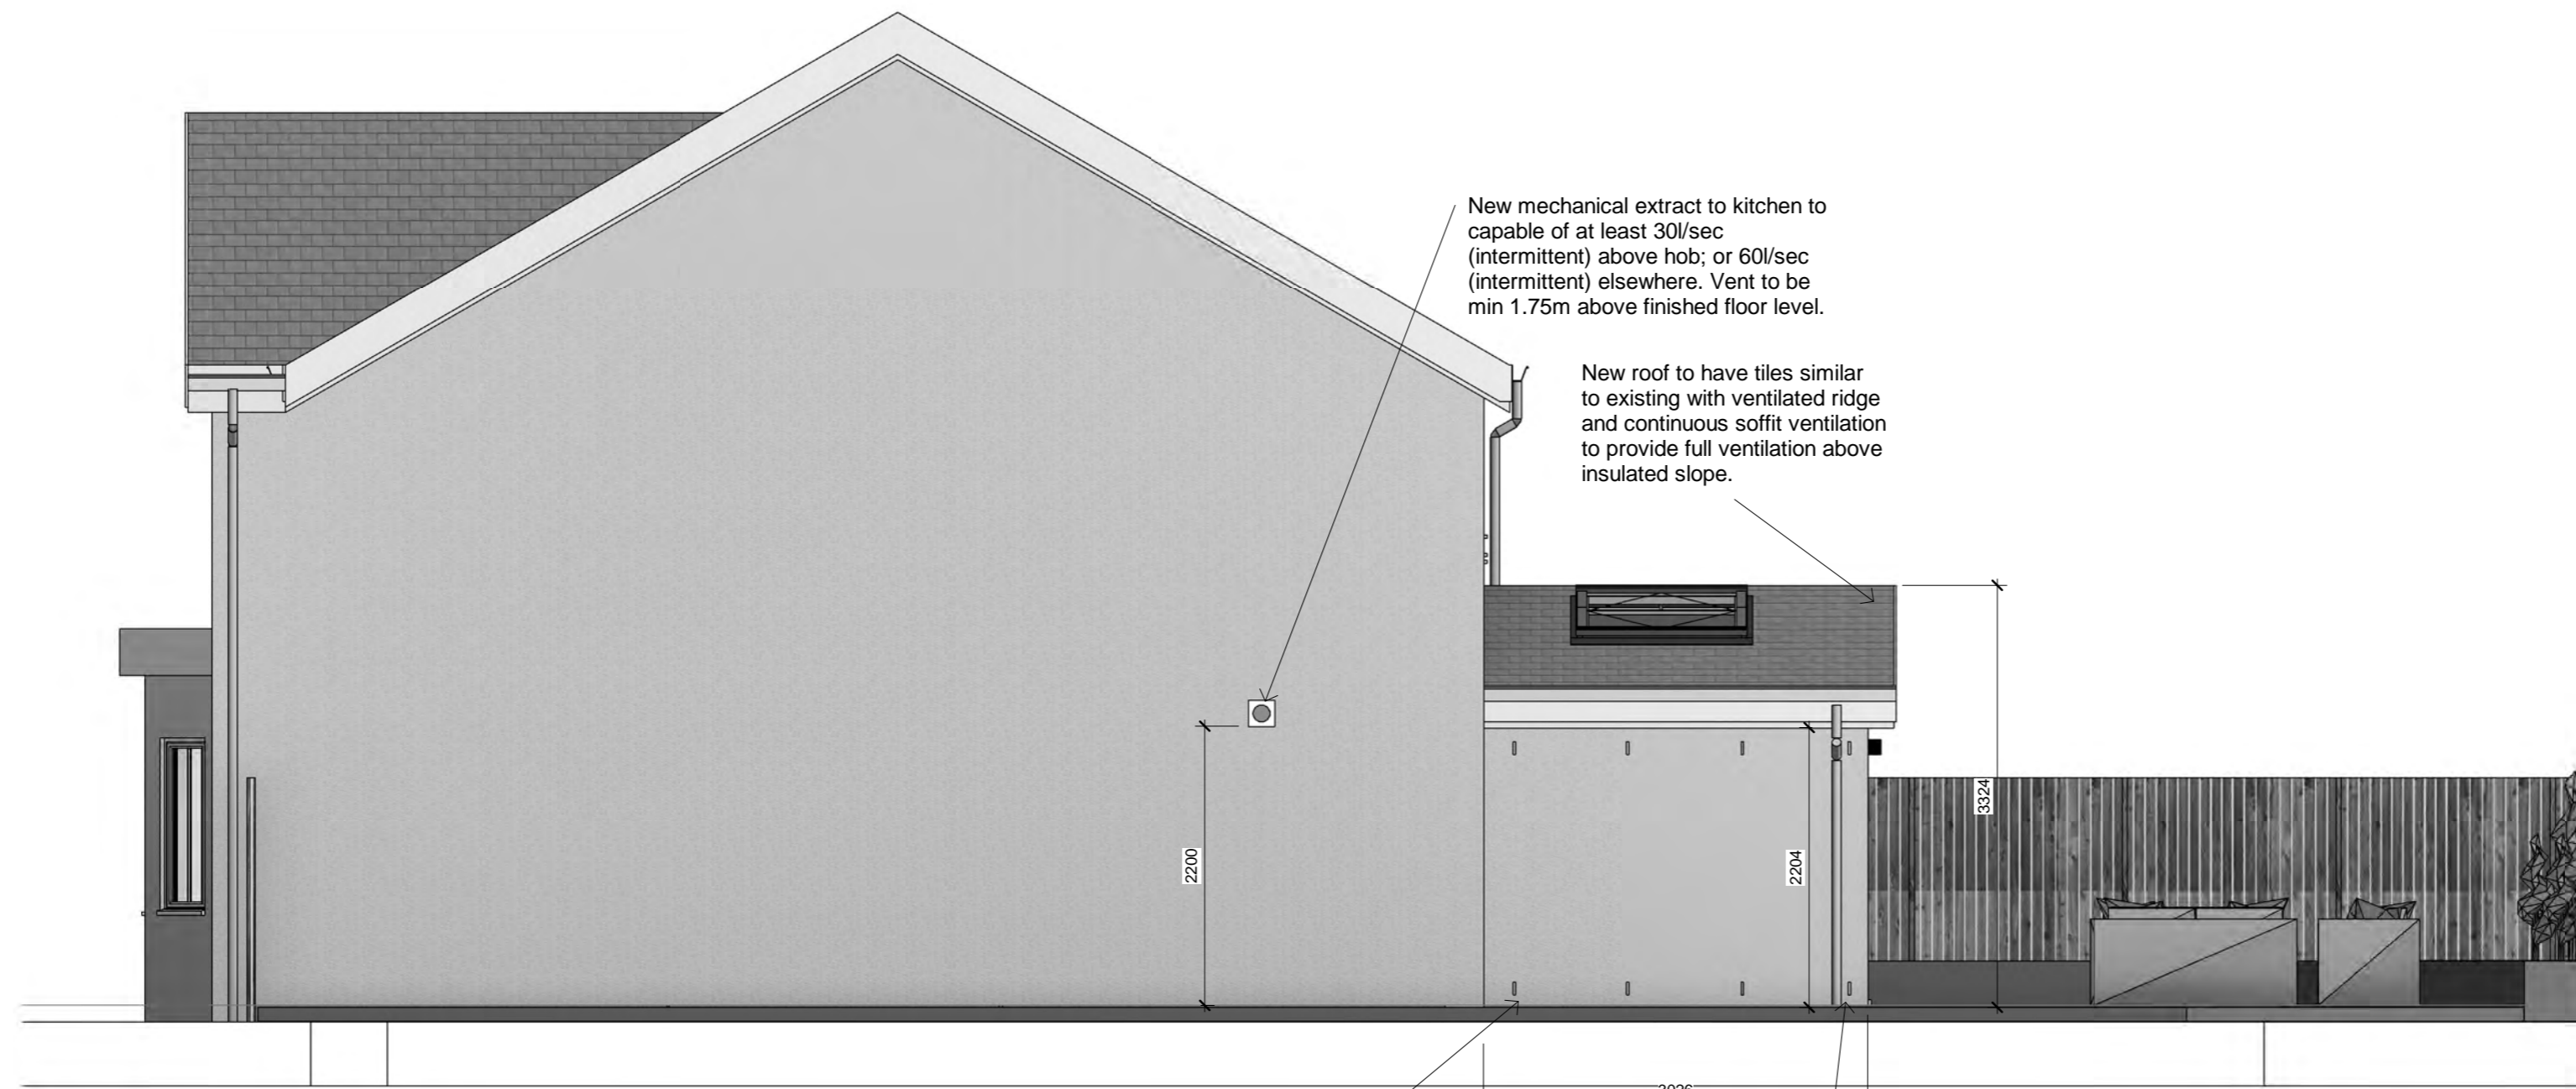 New mechanical extract to kitchen to
capable of at least 30l/sec
(intermittent) above hob; or 60l/sec
(intermittent) elsewhere. Vent to be
min 1.75m above finished floor level.
New roof to have tiles similar
to existing with ventilated ridge
and continuous soffit ventilation
to provide full ventilation above
insulated slope.
3324
2200
2204